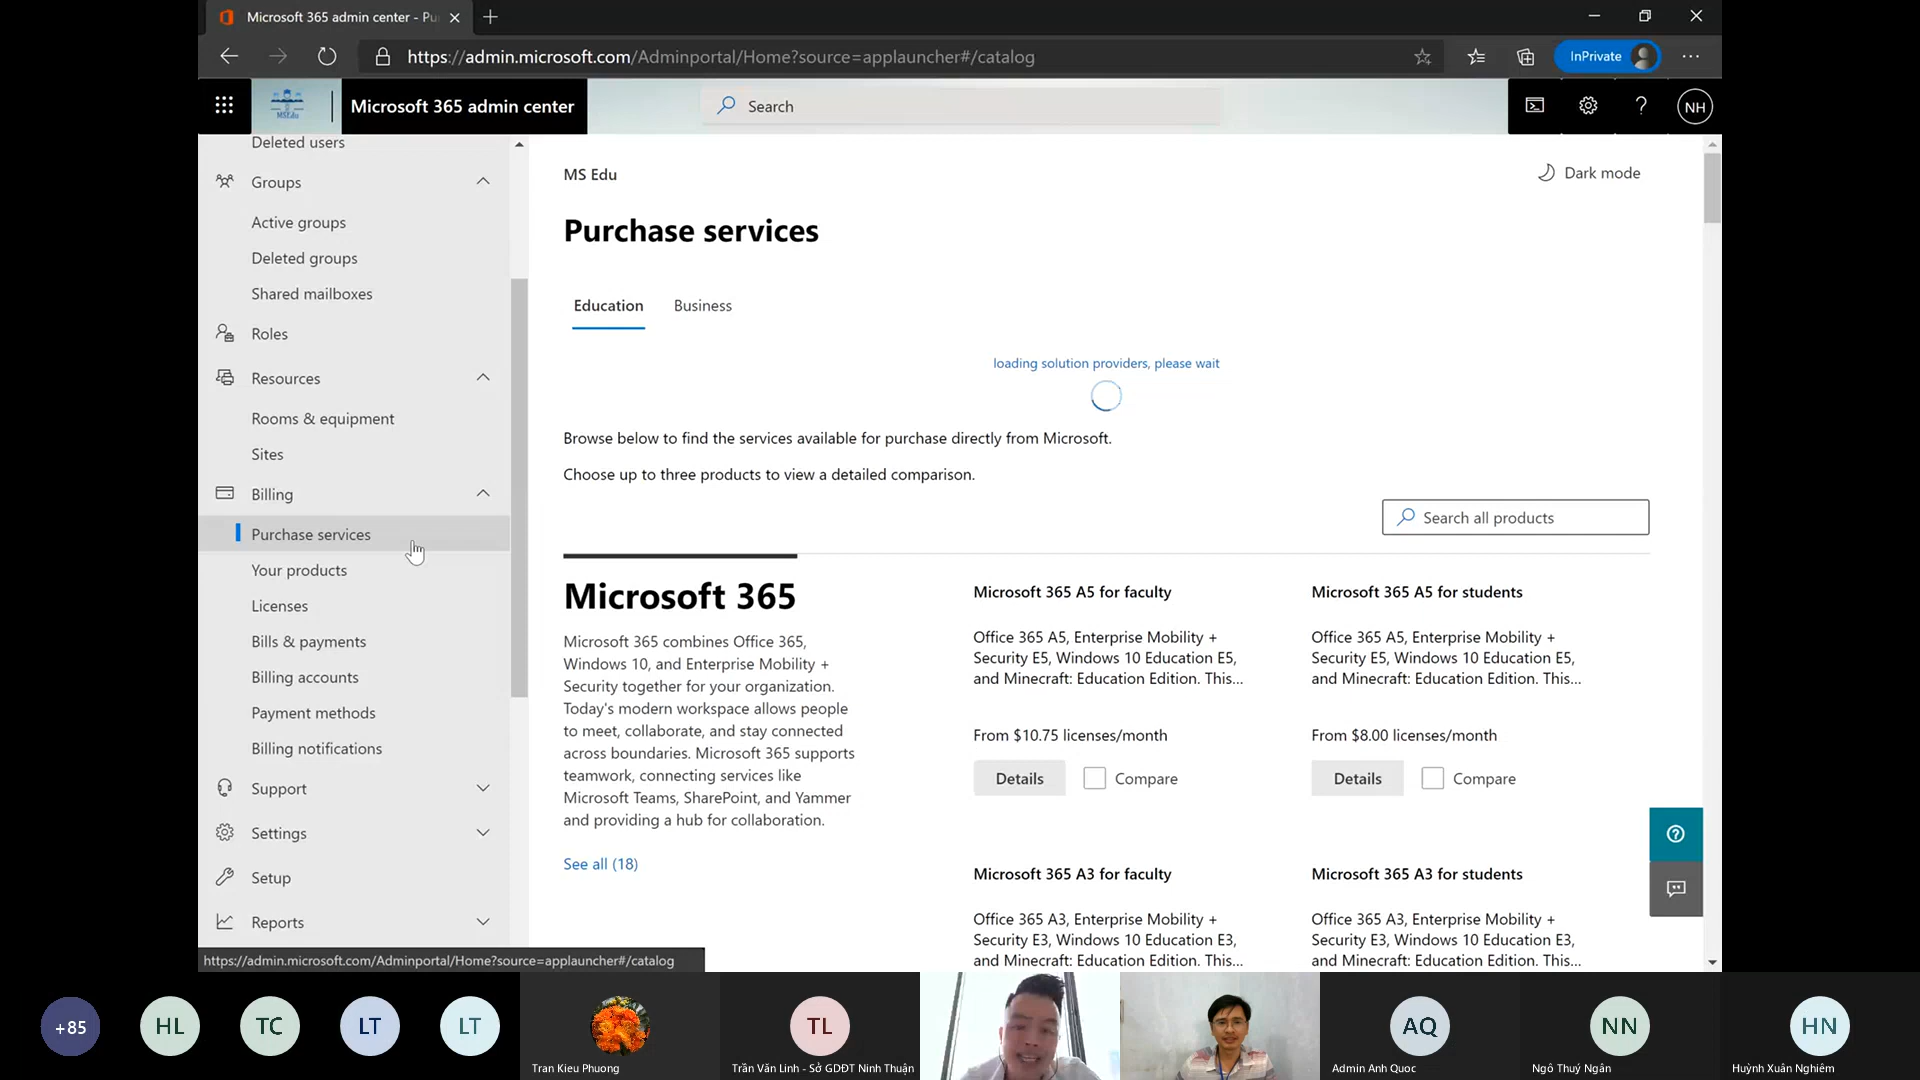 Microsoft 365 admin center - Pu
https://admin.microsoft.com/Adminportal/Home?source=applauncher#/catalog
InPrivate
MSEdu
Microsoft 365 admin center
Search
NH
Deleted users
Groups
Active groups
Deleted groups
Shared mailboxes
Roles
Resources
Rooms & equipment
Sites
Billing
Purchase services
Your products
Licenses
Bills & payments
Billing accounts
Payment methods
Billing notifications
Support
Settings
Setup
Reports
https://admin.microsoft.com/Adminportal/Home?source=applauncher#/catalog
MS Edu
Dark mode
Purchase services
Education
Business
loading solution providers, please wait
Browse below to find the services available for purchase directly from Microsoft.
Choose up to three products to view a detailed comparison.
Search all products
Microsoft 365
Microsoft 365 combines Office 365,
Windows 10, and Enterprise Mobility +
Security together for your organization.
Today's modern workspace allows people
to meet, collaborate, and stay connected
across boundaries. Microsoft 365 supports
teamwork, connecting services like
Microsoft Teams, SharePoint, and Yammer
and providing a hub for collaboration.
See all (18)
Microsoft 365 A5 for faculty
Office 365 A5, Enterprise Mobility +
Security E5, Windows 10 Education E5,
and Minecraft: Education Edition. This...
From $10.75 licenses/month
Details
Compare
Microsoft 365 A5 for students
Office 365 A5, Enterprise Mobility +
Security E5, Windows 10 Education E5,
and Minecraft: Education Edition. This...
From $8.00 licenses/month
Details
Compare
Microsoft 365 A3 for faculty
Office 365 A3, Enterprise Mobility +
Security E3, Windows 10 Education E3,
and Minecraft: Education Edition. This...
Microsoft 365 A3 for students
Office 365 A3, Enterprise Mobility +
Security E3, Windows 10 Education E3,
and Minecraft: Education Edition. This...
+85
HL
TC
LT
LT
Tran Kieu Phuong
TL
Trần Văn Linh - Sở GDĐT Ninh Thuận
AQ
Admin Anh Quoc
NN
Ngô Thuý Ngân
HN
Huỳnh Xuân Nghiêm